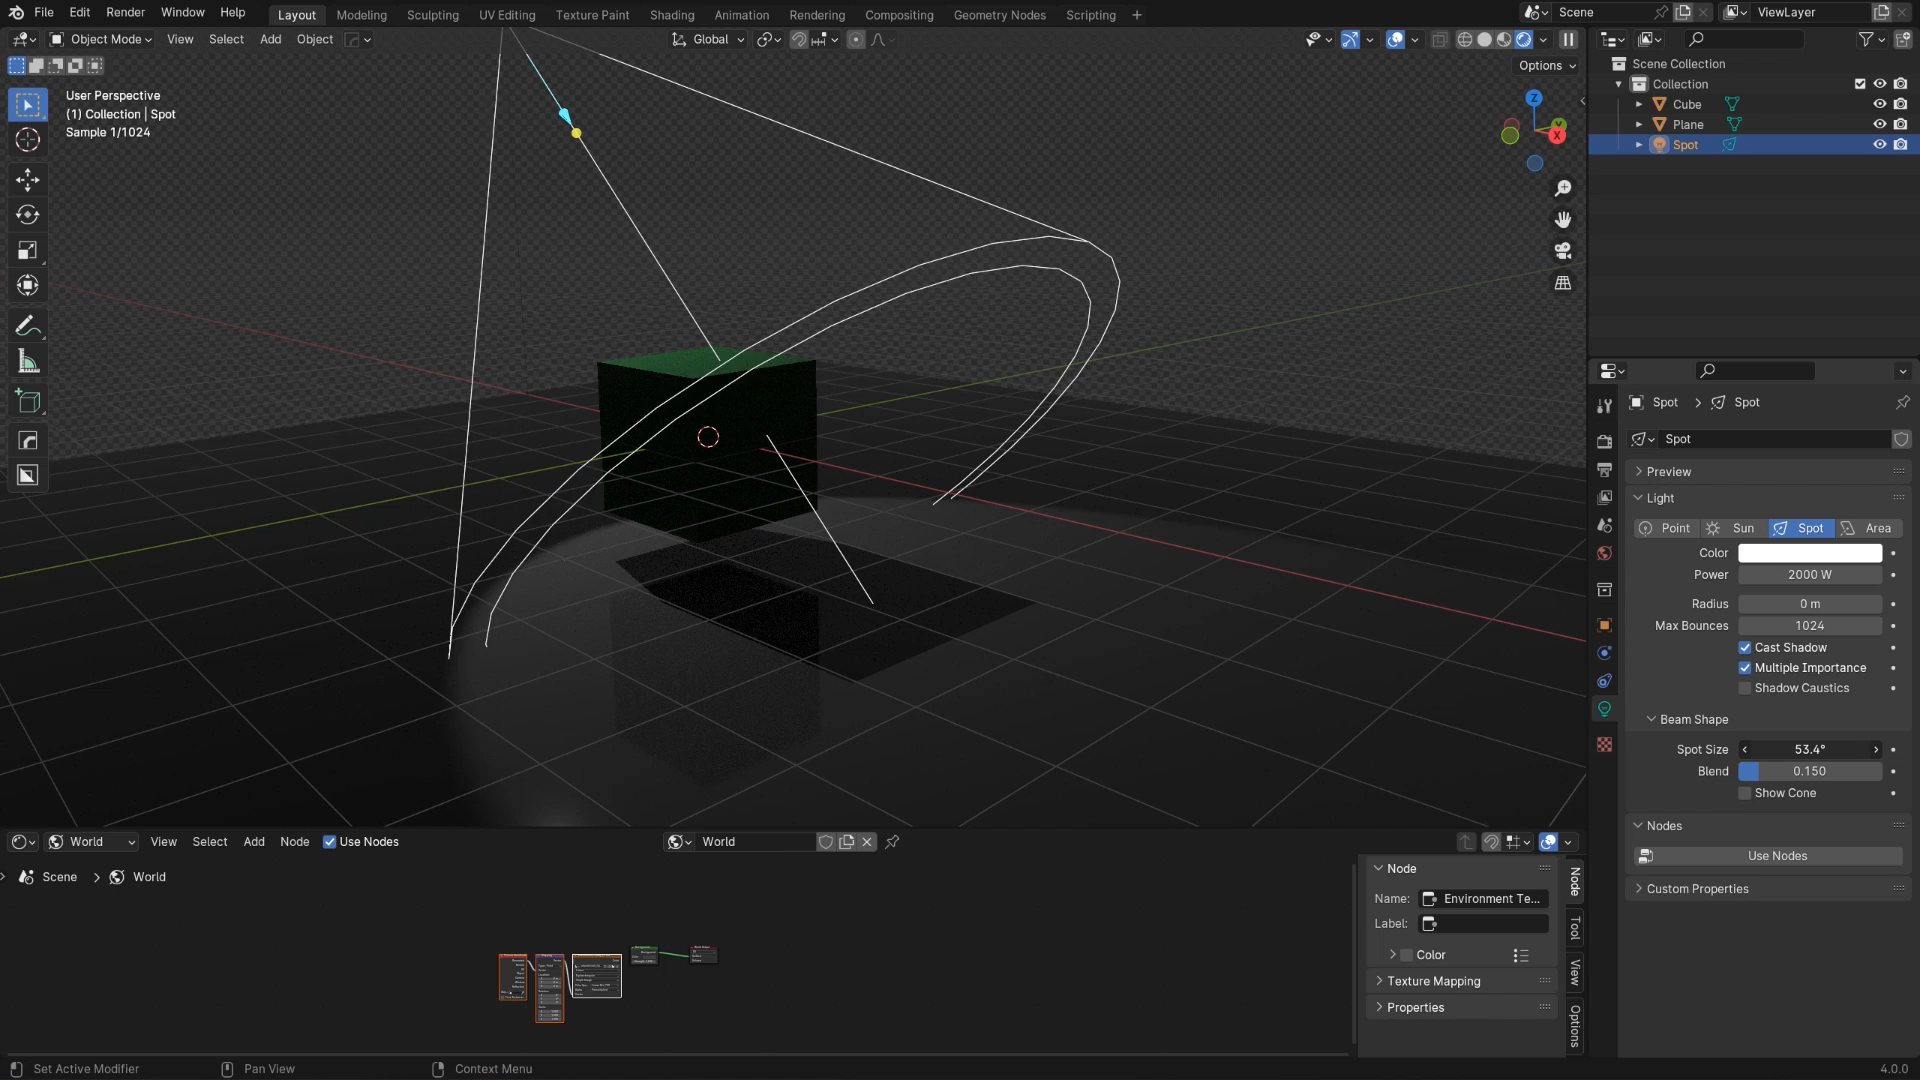 File Edit Render Window Help
Layout Modeling Sculpting UV Editing Texture Paint Shading Animation Rendering Compositing Geometry Nodes Scripting +
Scene
ViewLayer
Object Mode View Select Add Object
Global
Options
User Perspective
(1) Collection | Spot
Sample 1/1024
Z
Y
X
Scene Collection
Collection
Cube
Plane
Spot
Spot > Spot
Spot
Preview
Light
Point Sun Spot Area
Color
Power 2000 W
Radius 0 m
Max Bounces 1024
Cast Shadow
Multiple Importance
Shadow Caustics
Beam Shape
Spot Size 53.4°
Blend 0.150
Show Cone
Nodes
Use Nodes
Custom Properties
World View Select Add Node Use Nodes
World
Scene > World
Node
Name: Environment Te...
Label:
Color
Texture Mapping
Properties
Node
Tool
View
Options
Set Active Modifier
Pan View
Context Menu
4.0.0